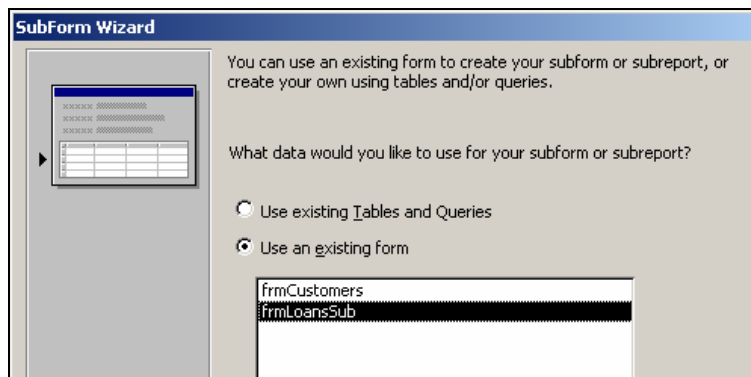 SubForm Wizard
You can use an existing form to create your subform or subreport, or
create your own using tables and/or queries.
What data would you like to use for your subform or subreport?
Use existing Tables and Queries
Use an existing form
frmCustomers
frmLoansSub